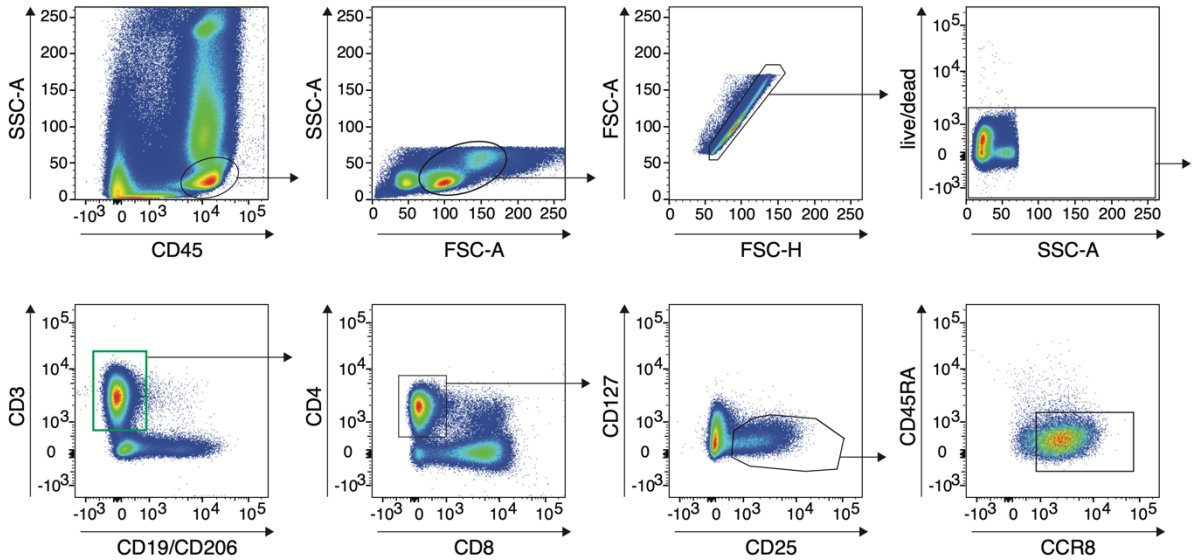 SSC-A
250
200
150
100
50
0
-10³ 0 10³ 10⁴ 10⁵
CD45
SSC-A
250
200
150
100
50
0
0 50 100 150 200 250
FSC-A
FSC-A
250
200
150
100
50
0
0 50 100 150 200 250
FSC-H
live/dead
10⁵
10⁴
10³
0
-10³
0 50 100 150 200 250
SSC-A
CD3
10⁵
10⁴
10³
0
-10³
-10³ 0 10³ 10⁴ 10⁵
CD19/CD206
CD4
10⁵
10⁴
10³
0
-10³
-10³ 0 10³ 10⁴ 10⁵
CD8
CD127
10⁵
10⁴
10³
0
-10³
-10³ 0 10³ 10⁴ 10⁵
CD25
CD45RA
10⁵
10⁴
10³
0
-10³
-10³ 0 10³ 10⁴ 10⁵
CCR8